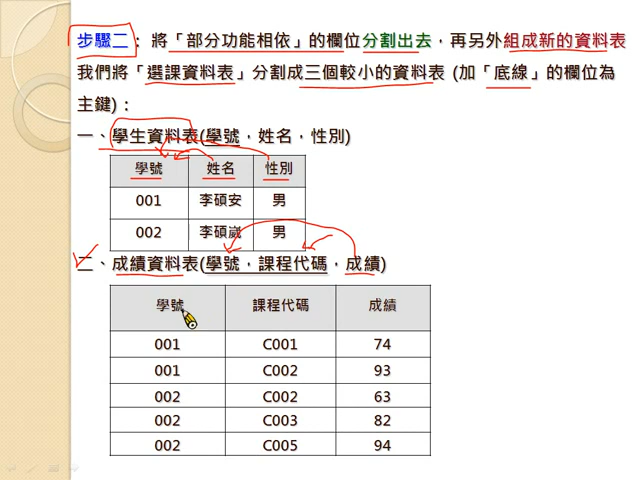 步驟二：將「部分功能相依」的欄位分割出去，再另外組成新的資料表
我們將「選課資料表」分割成三個較小的資料表 (加「底線」的欄位為
主鍵)：
一、學生資料表(學號，姓名，性別)
學號 姓名 性別
001 李碩安 男
002 李碩崴 男
二、成績資料表(學號，課程代碼，成績)
學號 課程代碼 成績
001 C001 74
001 C002 93
002 C002 63
002 C003 82
002 C005 94